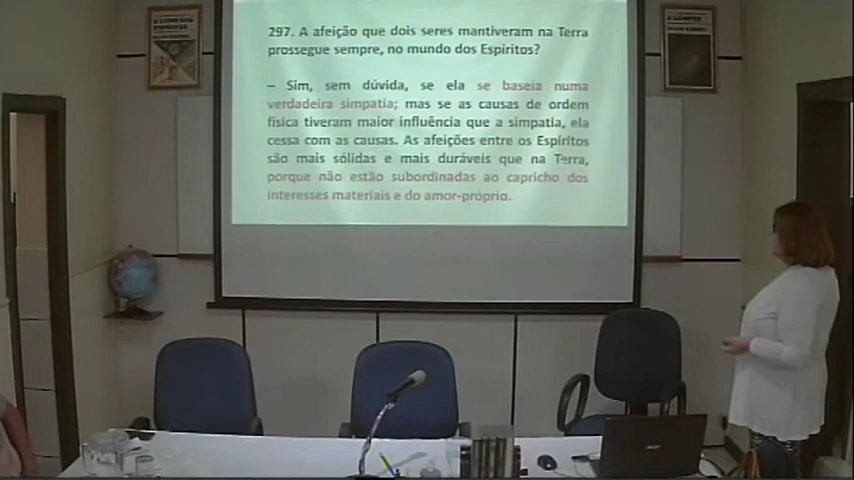 297. A afeição que dois seres mantiveram na Terra
prossegue sempre, no mundo dos Espíritos?
– Sim, sem dúvida, se ela se baseia numa
verdadeira simpatia; mas se as causas de ordem
física tiveram maior influência que a simpatia, ela
cessa com as causas. As afeições entre os Espíritos
são mais sólidas e mais duráveis que na Terra,
porque não estão subordinadas ao capricho dos
interesses materiais e do amor-próprio.